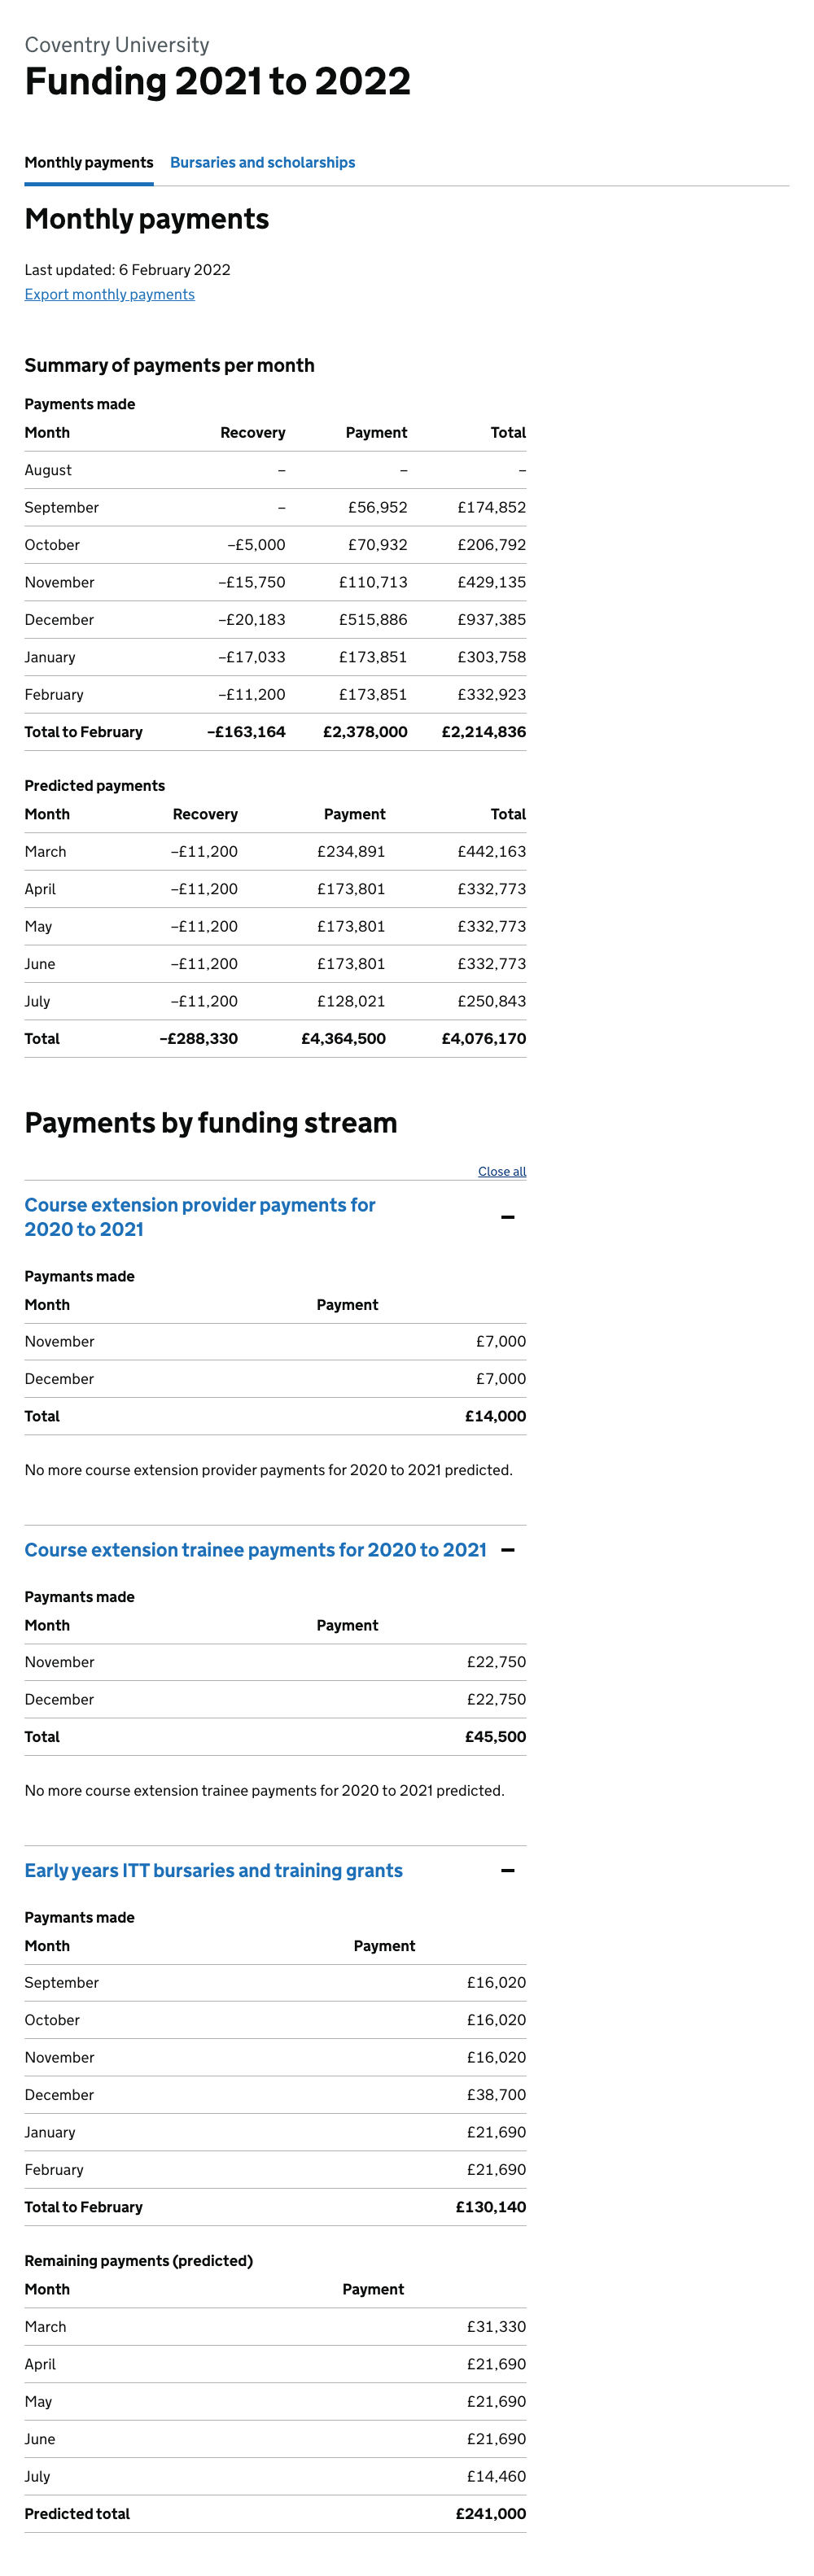 Coventry University
Funding 2021 to 2022
Monthly payments Bursaries and scholarships
Monthly payments
Last updated: 6 February 2022
Export monthly payments
Summary of payments per month
Payments made
Month Recovery Payment Total
August – – –
September – £56,952 £174,852
October –£5,000 £70,932 £206,792
November –£15,750 £110,713 £429,135
December –£20,183 £515,886 £937,385
January –£17,033 £173,851 £303,758
February –£11,200 £173,851 £332,923
Total to February –£163,164 £2,378,000 £2,214,836
Predicted payments
Month Recovery Payment Total
March –£11,200 £234,891 £442,163
April –£11,200 £173,801 £332,773
May –£11,200 £173,801 £332,773
June –£11,200 £173,801 £332,773
July –£11,200 £128,021 £250,843
Total –£288,330 £4,364,500 £4,076,170
Payments by funding stream
Close all
Course extension provider payments for
2020 to 2021
Paymants made
Month Payment
November £7,000
December £7,000
Total £14,000
No more course extension provider payments for 2020 to 2021 predicted.
Course extension trainee payments for 2020 to 2021
Paymants made
Month Payment
November £22,750
December £22,750
Total £45,500
No more course extension trainee payments for 2020 to 2021 predicted.
Early years ITT bursaries and training grants
Paymants made
Month Payment
September £16,020
October £16,020
November £16,020
December £38,700
January £21,690
February £21,690
Total to February £130,140
Remaining payments (predicted)
Month Payment
March £31,330
April £21,690
May £21,690
June £21,690
July £14,460
Predicted total £241,000